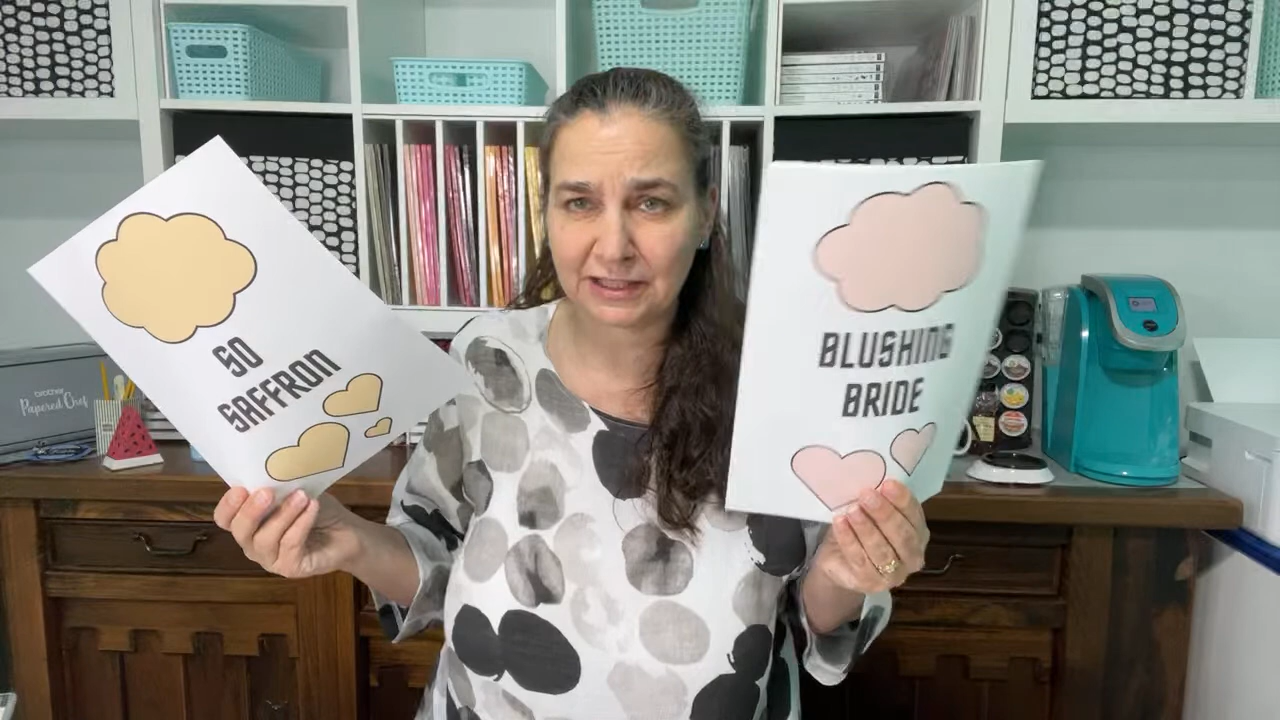 SO
SAFFRON
BLUSHING
BRIDE
brother
Papered Chef